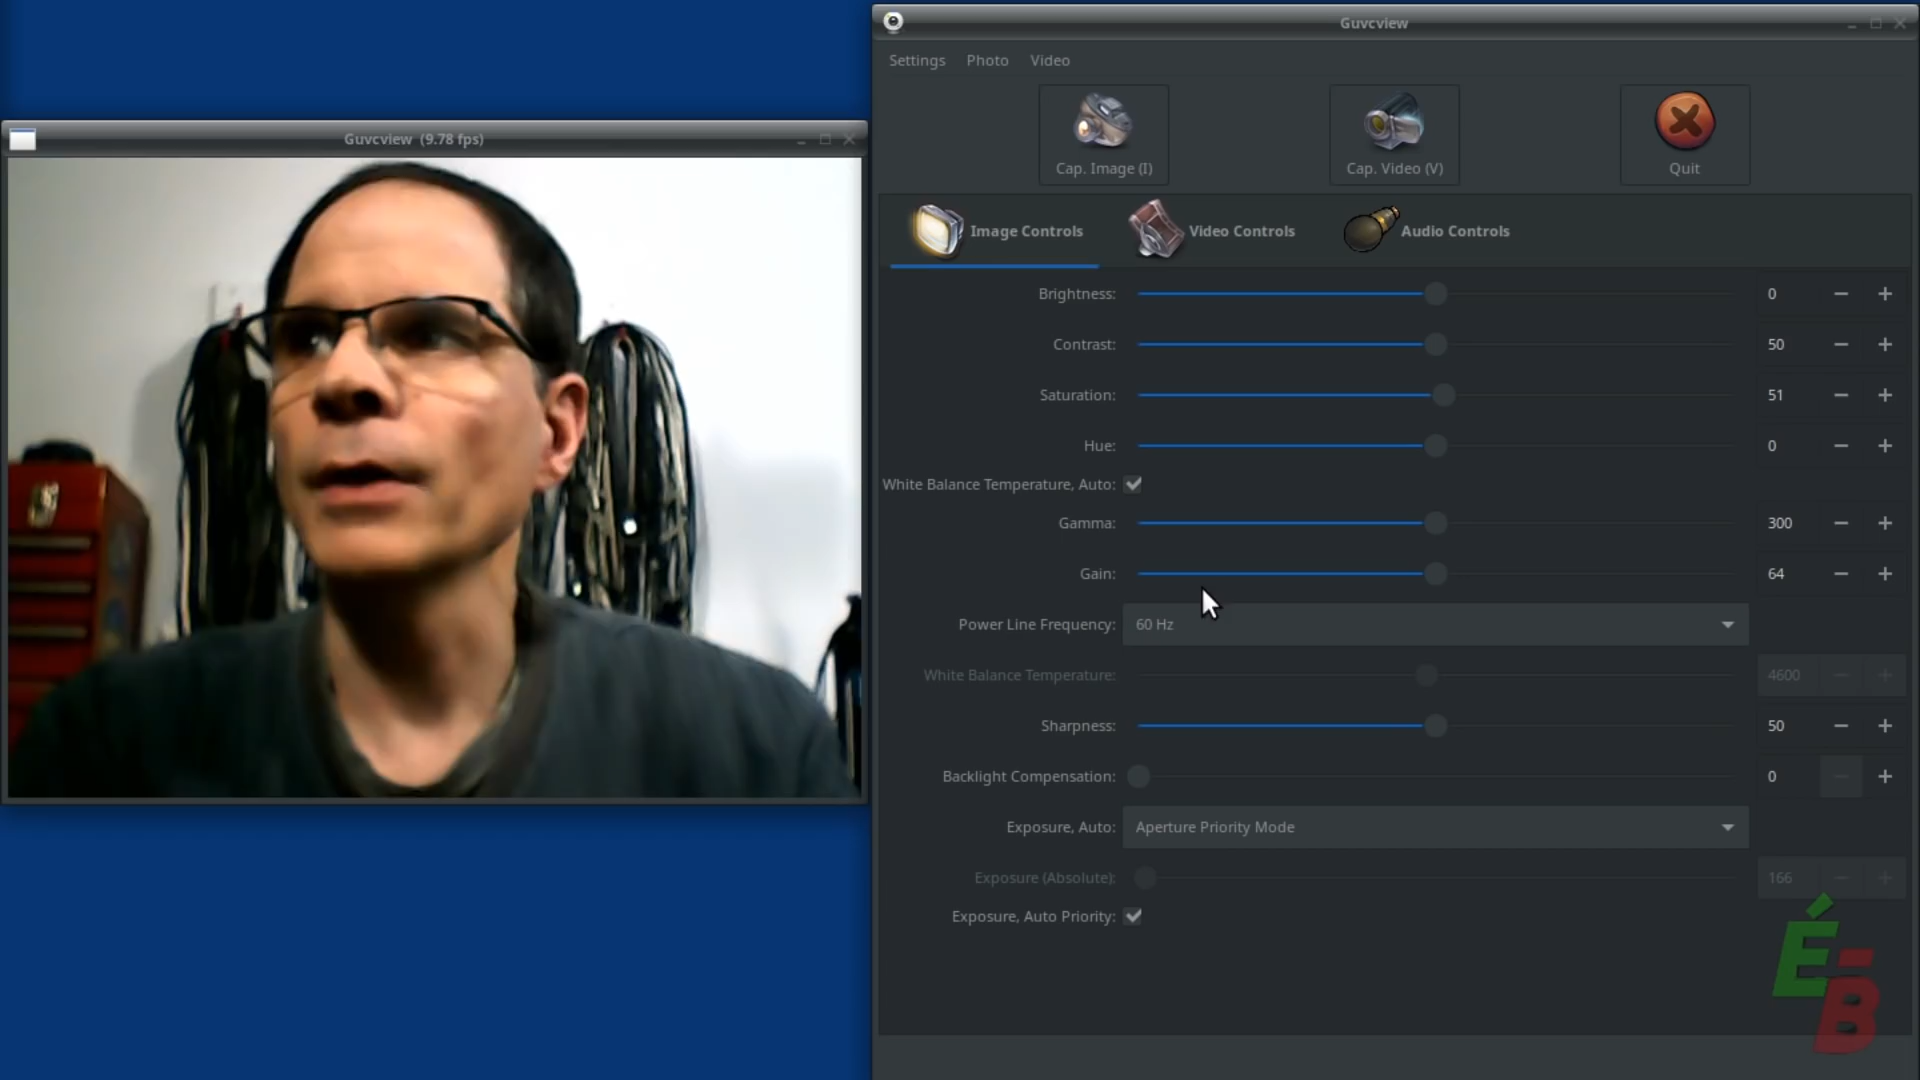 Guvcview
Settings Photo Video
Cap. Image (I) Cap. Video (V) Quit
Guvcview (9.78 fps)
Image Controls Video Controls Audio Controls
Brightness: 0 − +
Contrast: 50 − +
Saturation: 51 − +
Hue: 0 − +
White Balance Temperature, Auto:
Gamma: 300 − +
Gain: 64 − +
Power Line Frequency: 60 Hz
White Balance Temperature: 4600 − +
Sharpness: 50 − +
Backlight Compensation: 0 − +
Exposure, Auto: Aperture Priority Mode
Exposure (Absolute): 166 − +
Exposure, Auto Priority:
É-B